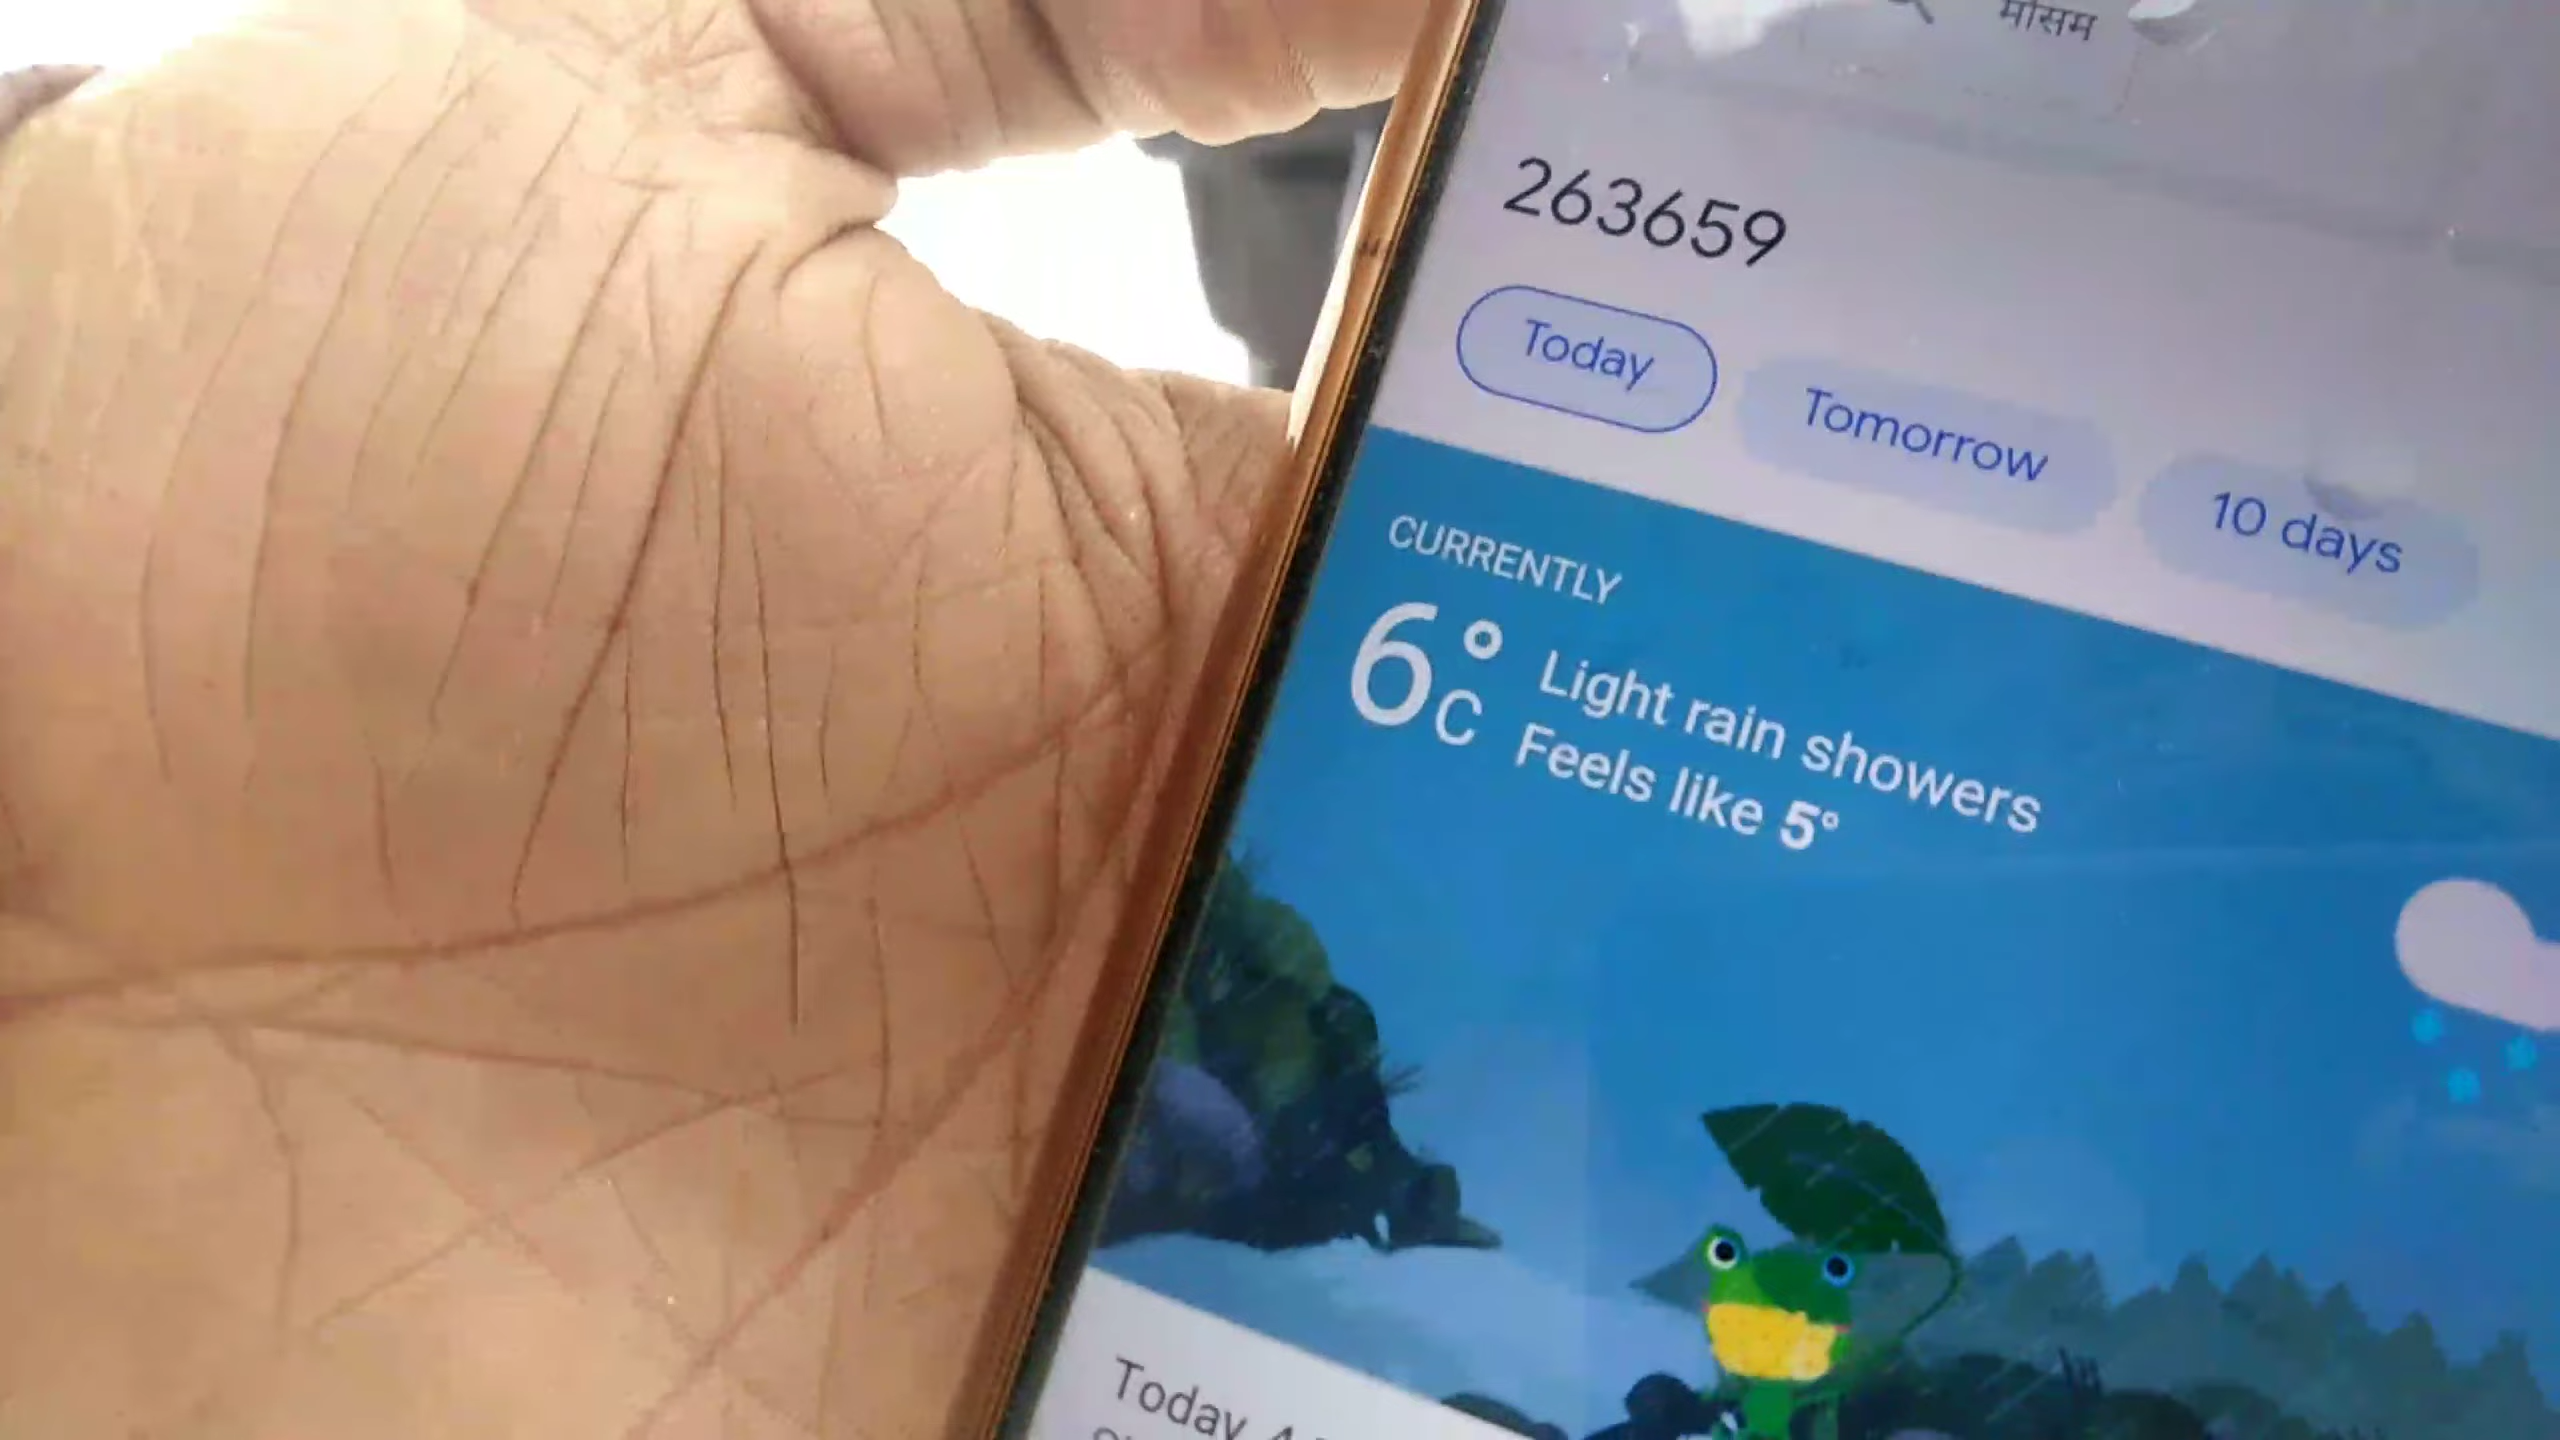 मौसम
263659
Today
Tomorrow
10 days
CURRENTLY
6°C
Light rain showers
Feels like 5°
Today